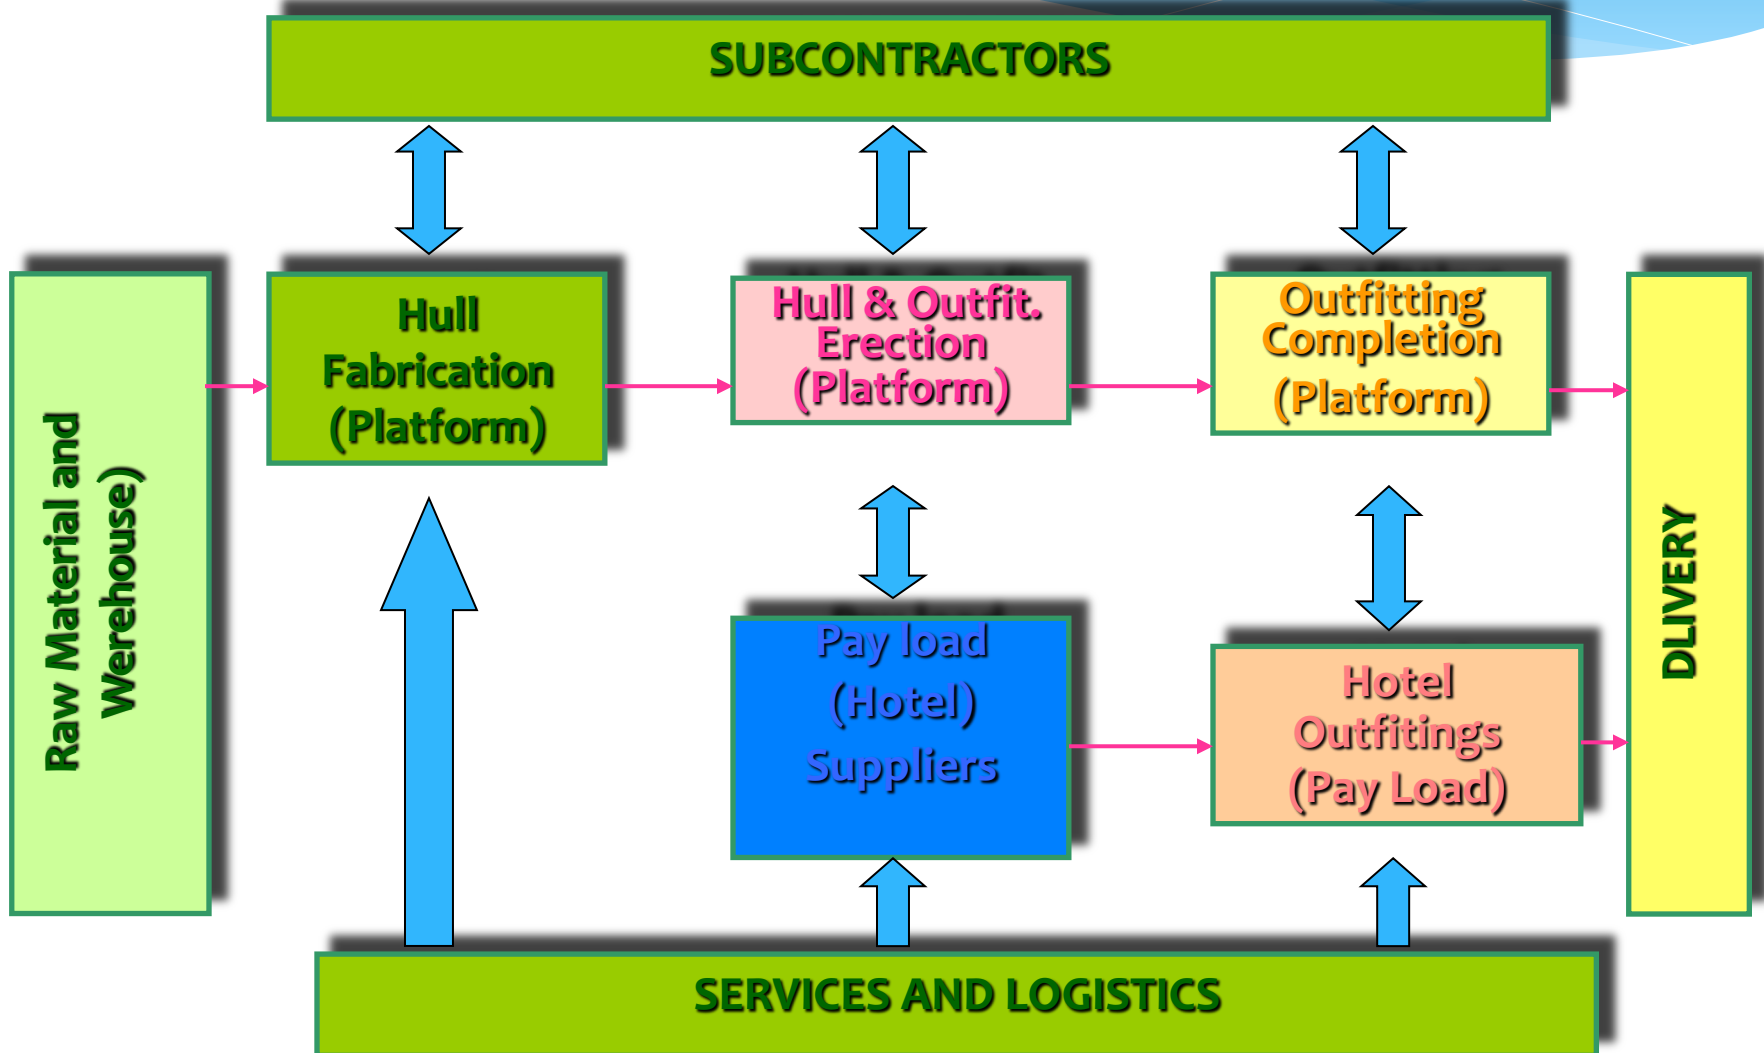 SUBCONTRACTORS
Raw Material and
Werehouse)
Hull
Fabrication
(Platform)
Hull & Outfit.
Erection
(Platform)
Outfitting
Completion
(Platform)
DLIVERY
Pay load
(Hotel)
Suppliers
Hotel
Outfitings
(Pay Load)
SERVICES AND LOGISTICS